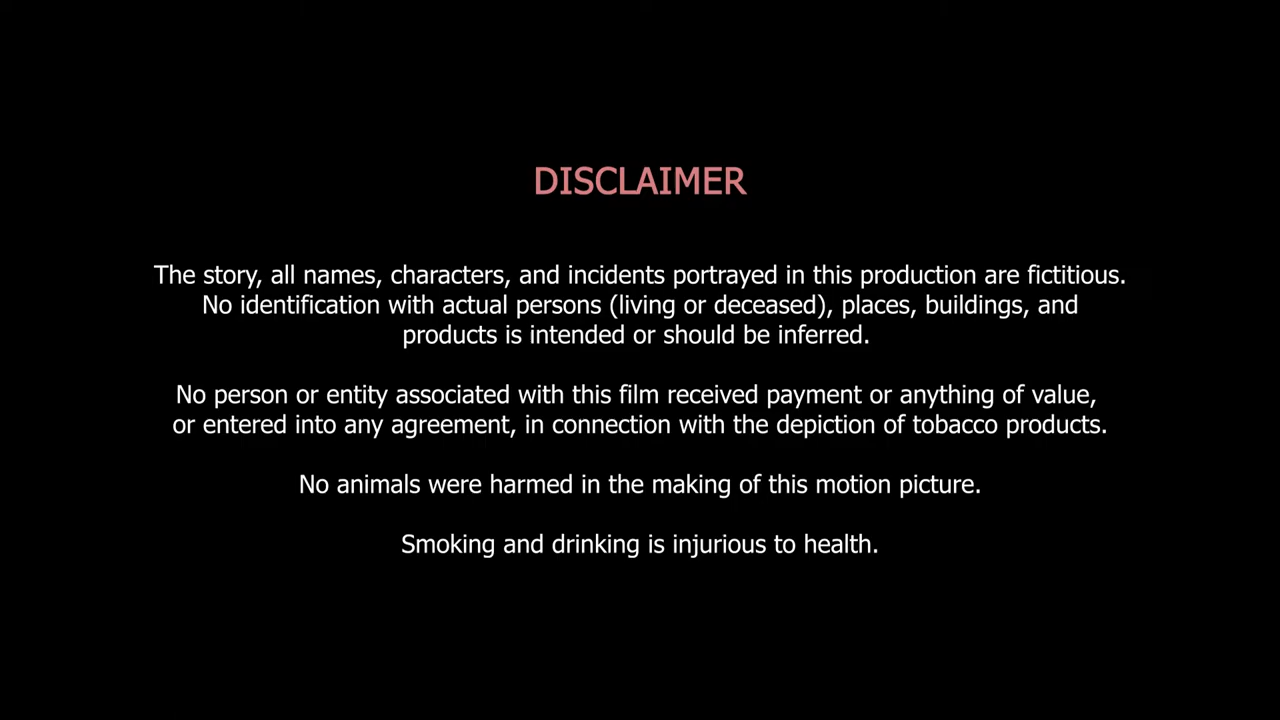 DISCLAIMER
The story, all names, characters, and incidents portrayed in this production are fictitious.
No identification with actual persons (living or deceased), places, buildings, and
products is intended or should be inferred.
No person or entity associated with this film received payment or anything of value,
or entered into any agreement, in connection with the depiction of tobacco products.
No animals were harmed in the making of this motion picture.
Smoking and drinking is injurious to health.